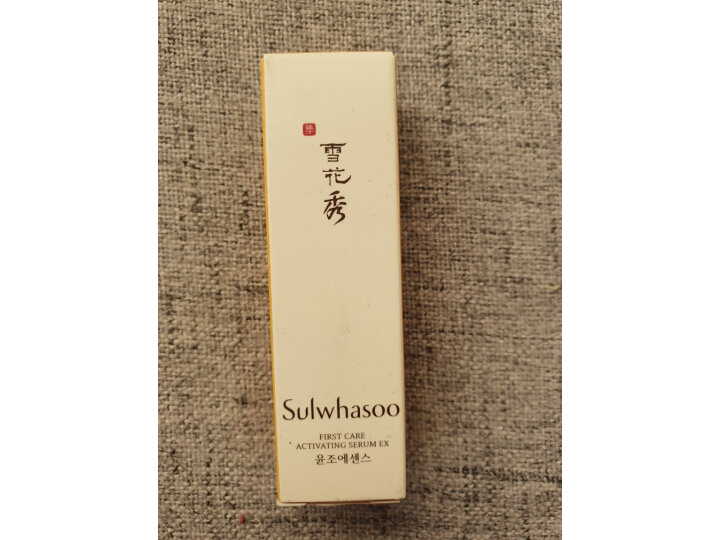 雪花秀
Sulwhasoo
FIRST CARE
ACTIVATING SERUM EX
윤조에센스